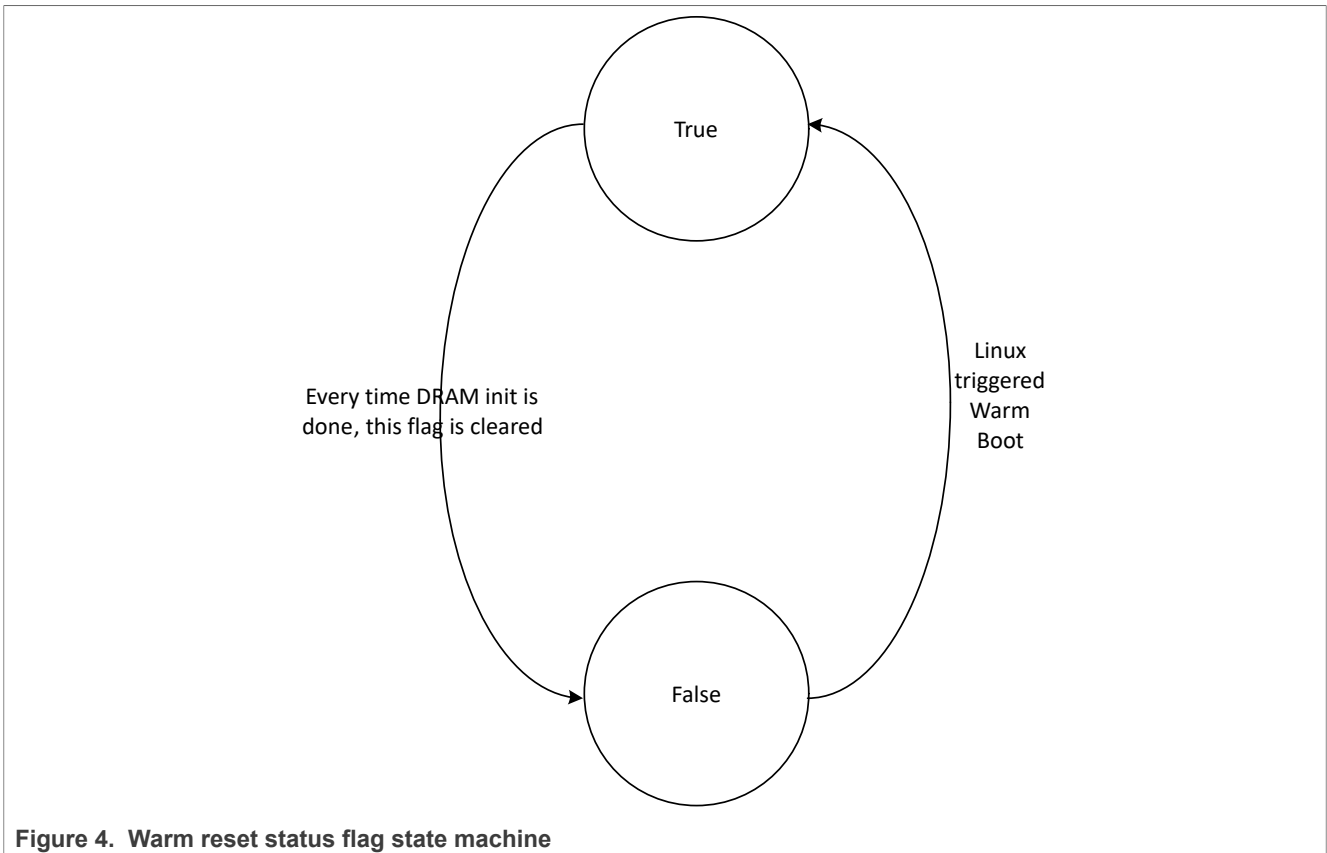 True
Every time DRAM init is
done, this flag is cleared
Linux
triggered
Warm
Boot
False
Figure 4. Warm reset status flag state machine